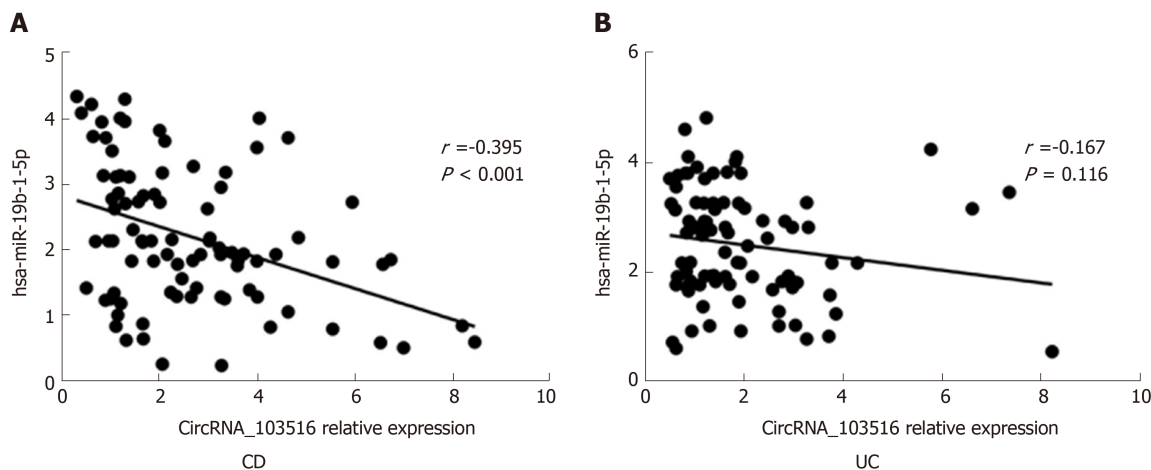 A
5
4
3
2
1
0
hsa-miR-19b-1-5p
r =-0.395
P < 0.001
0 2 4 6 8 10
CircRNA_103516 relative expression
CD
B
6
4
2
0
hsa-miR-19b-1-5p
r =-0.167
P = 0.116
0 2 4 6 8 10
CircRNA_103516 relative expression
UC